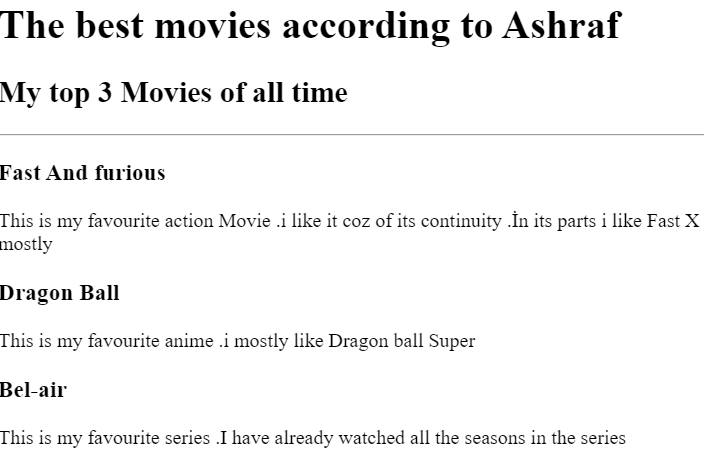 The best movies according to Ashraf
My top 3 Movies of all time
Fast And furious
This is my favourite action Movie .i like it coz of its continuity .İn its parts i like Fast X
mostly
Dragon Ball
This is my favourite anime .i mostly like Dragon ball Super
Bel-air
This is my favourite series .I have already watched all the seasons in the series